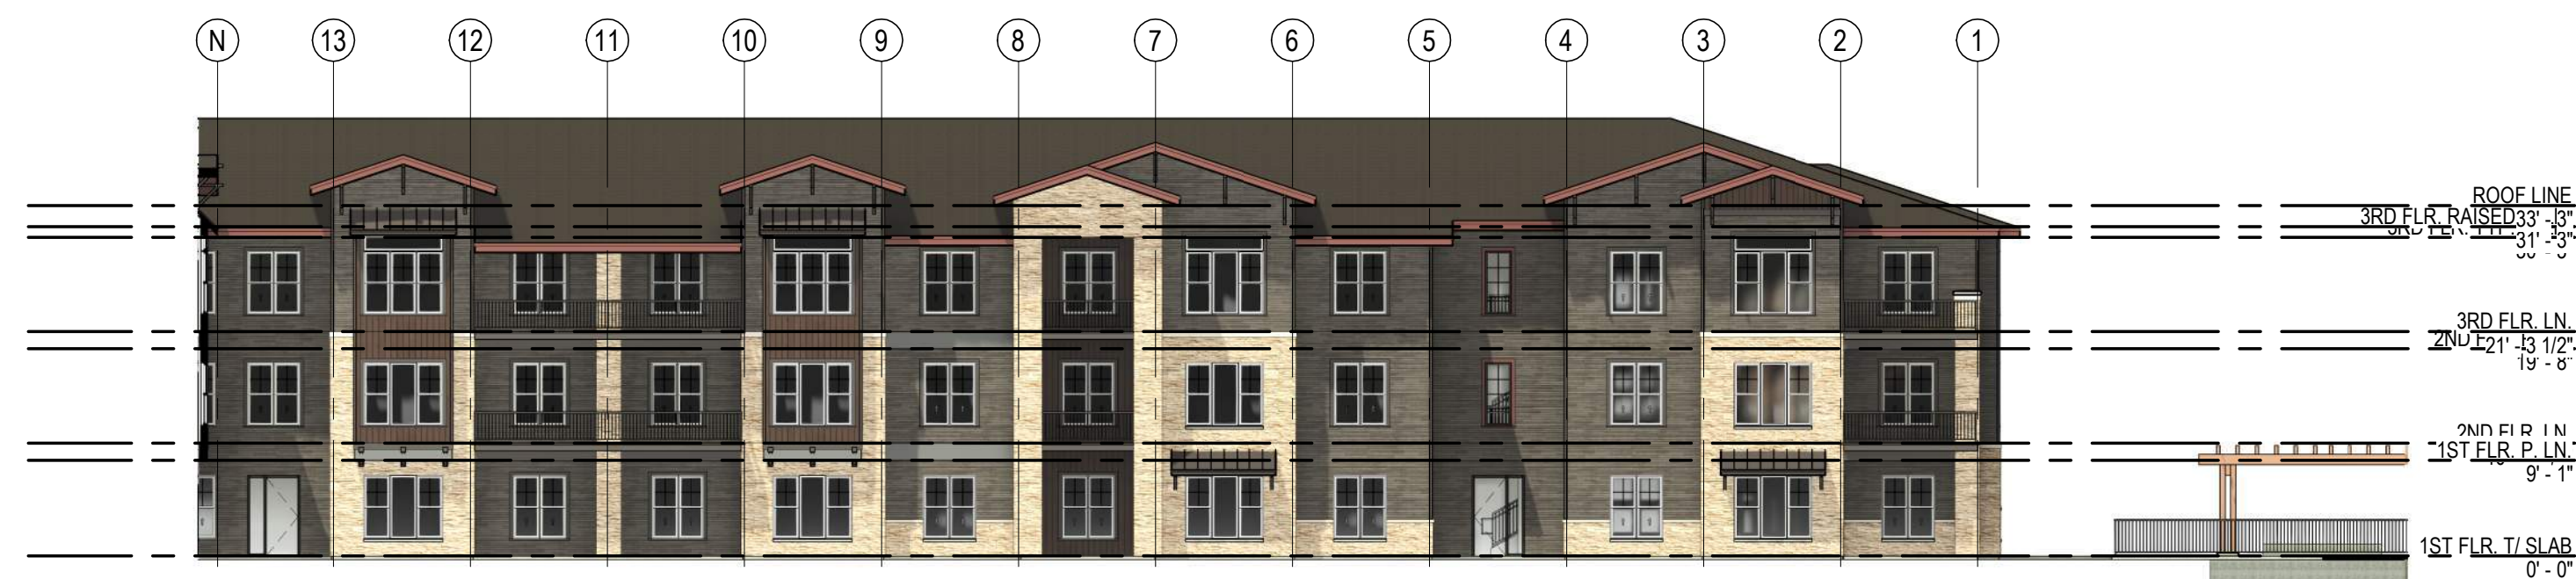 N 13 12 11 10 9 8 7 6 5 4 3 2 1
ROOF LINE
33' - 3"
3RD FLR. RAISED
31' - 3"
3RD FLR. LN.
21' - 3 1/2"
19' - 8"
2ND FLR. LN.
1ST FLR. P. LN.
9' - 1"
1ST FLR. T/ SLAB
0' - 0"